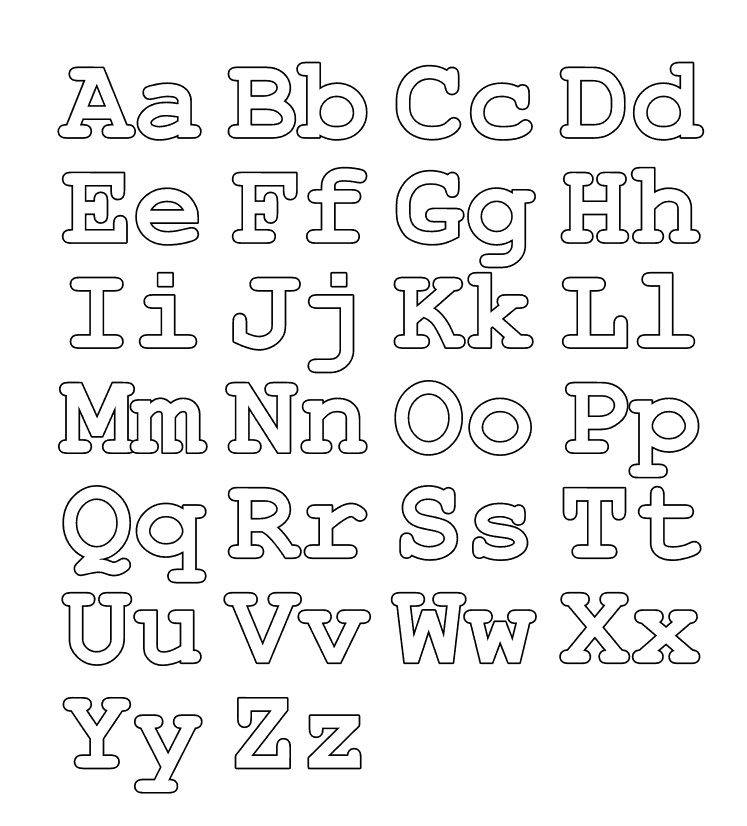 Aa Bb Cc Dd
Ee Ff Gg Hh
Ii Jj Kk Ll
Mm Nn Oo Pp
Qq Rr Ss Tt
Uu Vv Ww Xx
Yy Zz